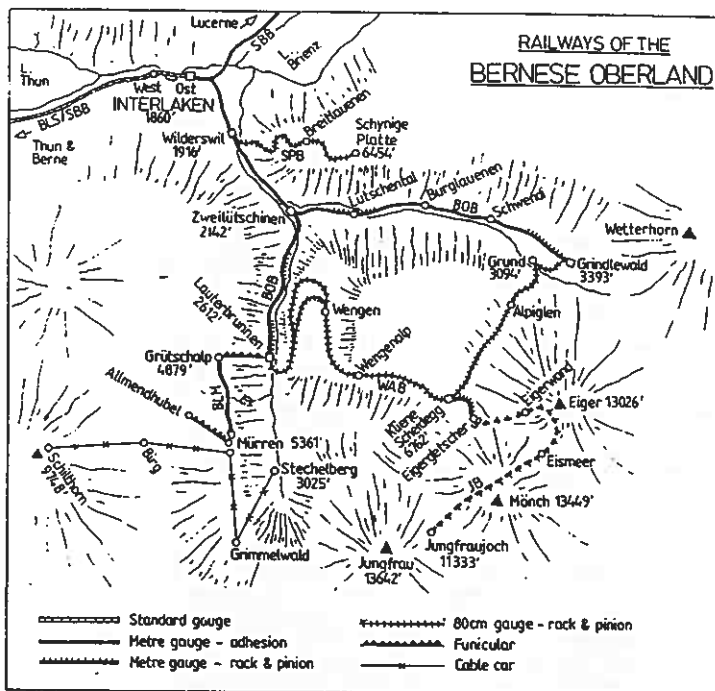 RAILWAYS OF THE
BERNESE OBERLAND
Lucerne
SBB
L.
Brienz
L.
Thun
West
Ost
INTERLAKEN
1860'
BLS/SBB
Thun &
Berne
Wilderswil
1916'
Breitlauenen
SPB
Schynige
Platte
6454'
Zweilütschinen
2142'
Lütschental
Burglauenen
BOB
Schwendi
Wetterhorn
Grund
3094'
Grindlewald
3393'
Lauterbrunnen
2612'
BOB
Wengen
Alpiglen
Grütschalp
4879'
Wengenalp
WAB
BLM
Allmendhubel
Kliene
Scheidegg
6762'
Eigergletscher
Eigerwand
Eiger 13026'
Mürren 5361'
Schilthorn
9748'
Birg
Stechelberg
3025'
Eismeer
JB
Mönch 13449'
Grimmelwald
Jungfrau
13642'
Jungfraujoch
11333'
Standard gauge
Metre gauge - adhesion
Metre gauge - rack & pinion
80cm gauge - rack & pinion
Funicular
Cable car